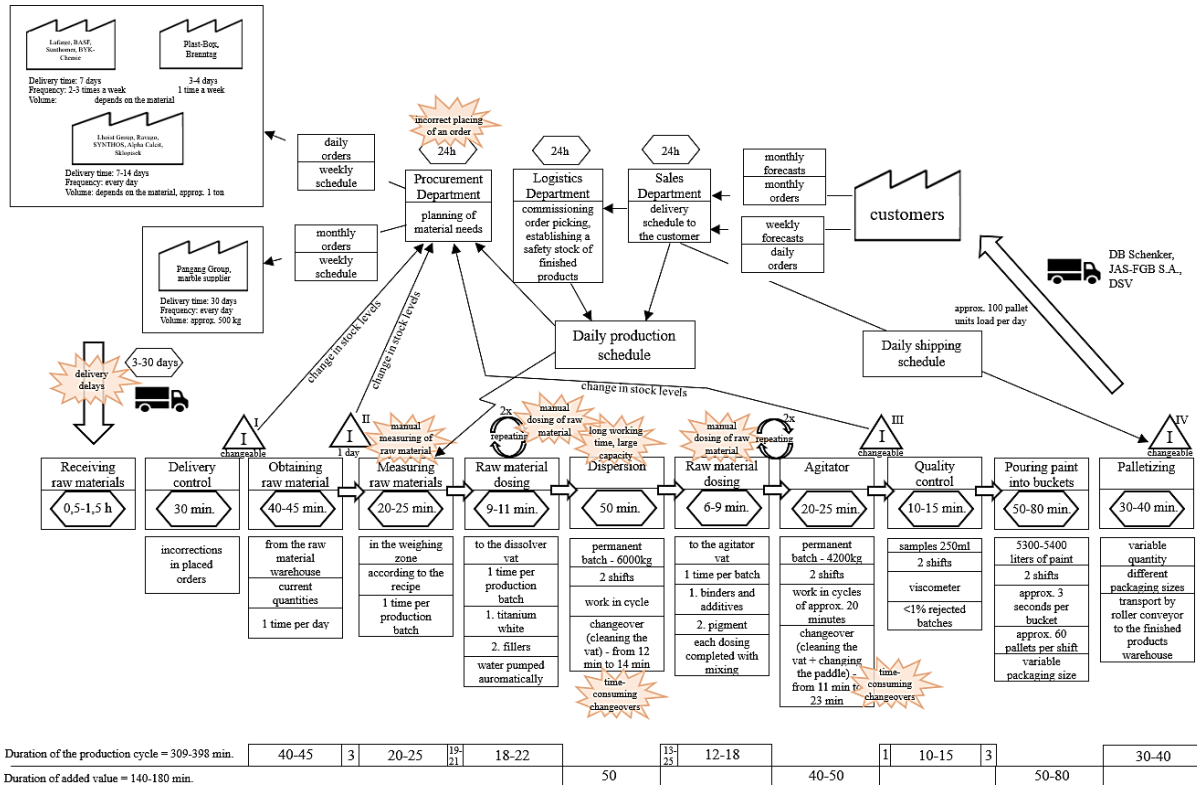 Lafarge, BASF,
Synthomer, BYK-
Chemie
Plast-Box,
Brenntag
Delivery time: 7 days
Frequency: 2-3 times a week
Volume: depends on the material
3-4 days
1 time a week
Lhoist Group, Ravago,
SYNTHOS, Alpha Calcit,
Sklopisek
Delivery time: 7-14 days
Frequency: every day
Volume: depends on the material, approx. 1 ton
Pangang Group,
marble supplier
Delivery time: 30 days
Frequency: every day
Volume: approx. 500 kg
daily
orders
weekly
schedule
monthly
orders
weekly
schedule
incorrect placing
of an order
24h
Procurement
Department
planning of
material needs
24h
Logistics
Department
commissioning
order picking,
establishing a
safety stock of
finished
products
24h
Sales
Department
delivery
schedule to
the customer
monthly
forecasts
monthly
orders
weekly
forecasts
daily
orders
customers
DB Schenker,
JAS-FGB S.A.,
DSV
approx. 100 pallet
units load per day
Daily production
schedule
Daily shipping
schedule
change in stock levels
change in stock levels
change in stock levels
delivery
delays
3-30 days
I
I
changeable
II
I
1 day
manual
measuring of
raw material
2x
repeating
manual
dosing of raw
material
long working
time, large
capacity
manual
dosing of raw
material
2x
repeating
III
I
changeable
IV
I
changeable
Receiving
raw materials
0,5-1,5 h
Delivery
control
30 min.
incorrections
in placed
orders
Obtaining
raw material
40-45 min.
from the raw
material
warehouse
current
quantities
1 time per day
Measuring
raw materials
20-25 min.
in the weighing
zone
according to the
recipe
1 time per
production
batch
Raw material
dosing
9-11 min.
to the dissolver
vat
1 time per
production
batch
1. titanium
white
2. fillers
water pumped
automatically
Dispersion
50 min.
permanent
batch - 6000kg
2 shifts
work in cycle
changeover
(cleaning the
vat) - from 12
min to 14 min
time-
consuming
changeovers
Raw material
dosing
6-9 min.
to the agitator
vat
1 time per batch
1. binders and
additives
2. pigment
each dosing
completed with
mixing
Agitator
20-25 min.
permanent
batch - 4200kg
2 shifts
work in cycles
of approx. 20
minutes
changeover
(cleaning the
vat + changing
the paddle) -
from 11 min to
23 min
time-
consuming
changeovers
Quality
control
10-15 min.
samples 250ml
2 shifts
viscometer
<1% rejected
batches
Pouring paint
into buckets
50-80 min.
5300-5400
liters of paint
2 shifts
approx. 3
seconds per
bucket
approx. 60
pallets per shift
variable
packaging size
Palletizing
30-40 min.
variable
quantity
different
packaging sizes
transport by
roller conveyor
to the finished
products
warehouse
Duration of the production cycle = 309-398 min.
40-45
3
20-25
19-
21
18-22
13-
25
12-18
1
10-15
3
30-40
Duration of added value = 140-180 min.
50
40-50
50-80